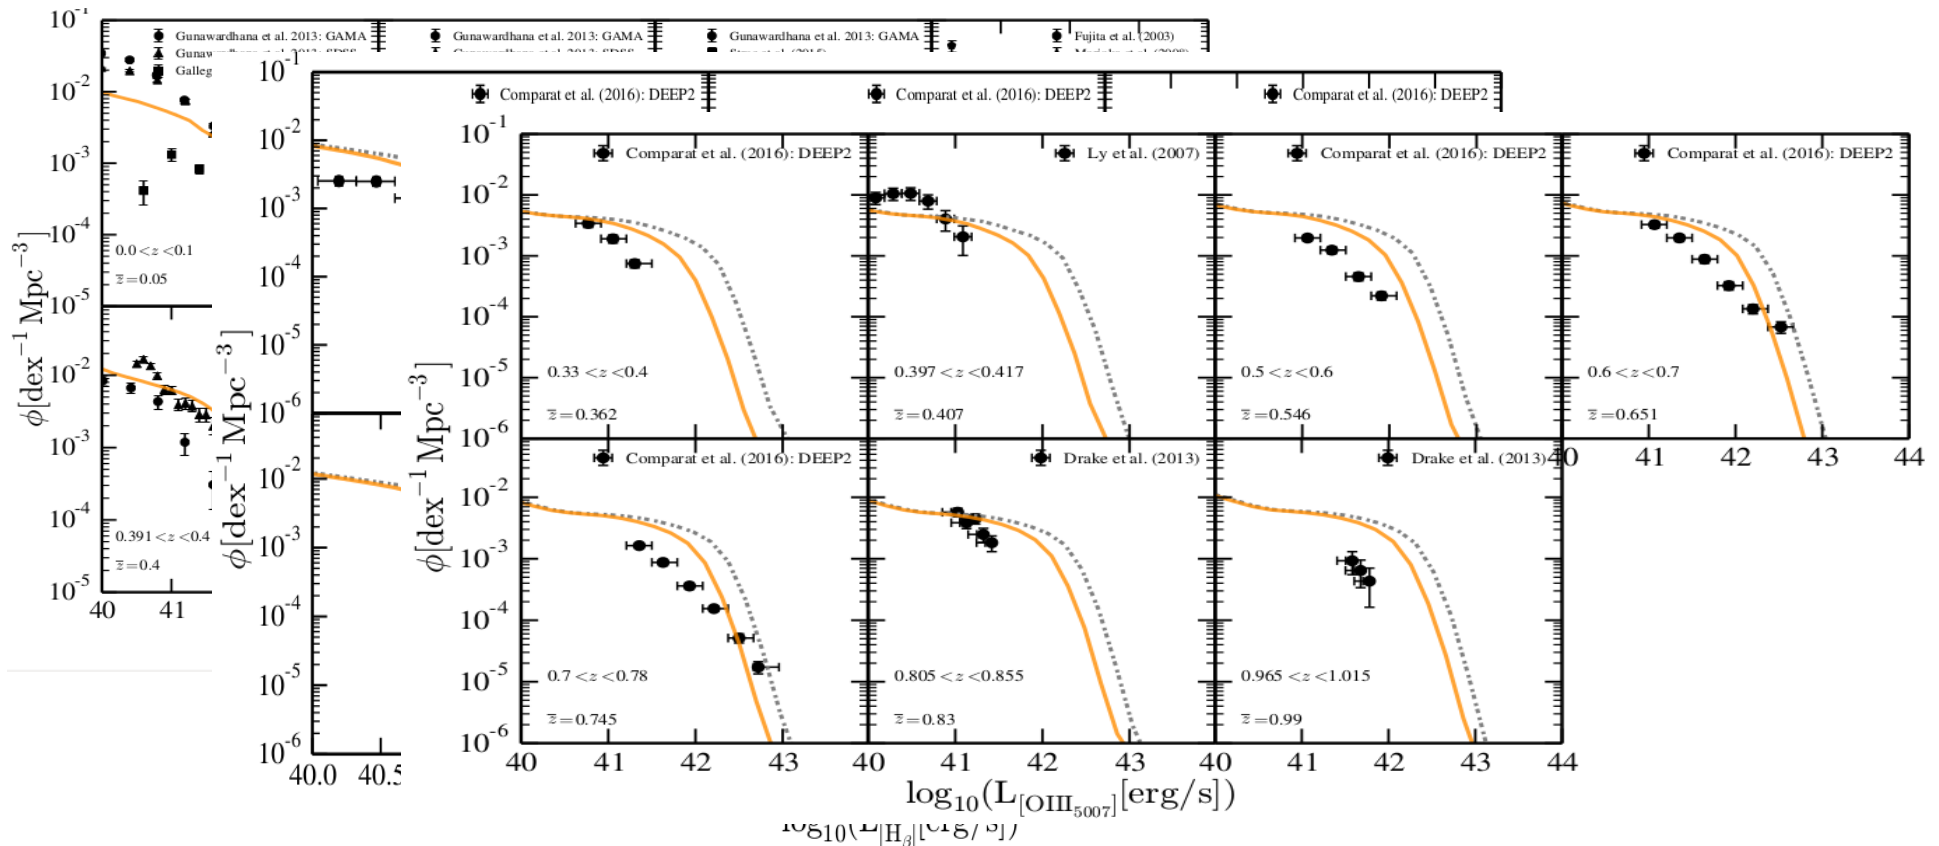 10^-1
Gunawardhana et al. 2013: GAMA
Gunawardhana et al. 2013: GAMA
Gunawardhana et al. 2013: GAMA
Fujita et al. (2003)
10^-2
10^-3
10^-4
10^-5
0.0<z<0.1
z̅=0.05
ϕ[dex^-1 Mpc^-3]
10^-2
10^-3
10^-4
10^-5
0.391<z<0.4
z̅=0.4
40 41
10^-1
Comparat et al. (2016): DEEP2
Comparat et al. (2016): DEEP2
Comparat et al. (2016): DEEP2
10^-2
10^-3
10^-4
10^-5
10^-6
ϕ[dex^-1 Mpc^-3]
10^-2
10^-3
10^-4
10^-5
10^-6
40.0 40.5
10^-1
10^-2
10^-3
10^-4
10^-5
10^-6
ϕ[dex^-1 Mpc^-3]
Comparat et al. (2016): DEEP2
0.33<z<0.4
z̅=0.362
Ly et al. (2007)
0.397<z<0.417
z̅=0.407
Comparat et al. (2016): DEEP2
0.5<z<0.6
z̅=0.546
Comparat et al. (2016): DEEP2
0.6<z<0.7
z̅=0.651
40 41 42 43 44
10^-2
10^-3
10^-4
10^-5
10^-6
Comparat et al. (2016): DEEP2
0.7<z<0.78
z̅=0.745
Drake et al. (2013)
0.805<z<0.855
z̅=0.83
Drake et al. (2013)
0.965<z<1.015
z̅=0.99
40 41 42 43 40 41 42 43 40 41 42 43 44
log10(L[OIII5007][erg/s])